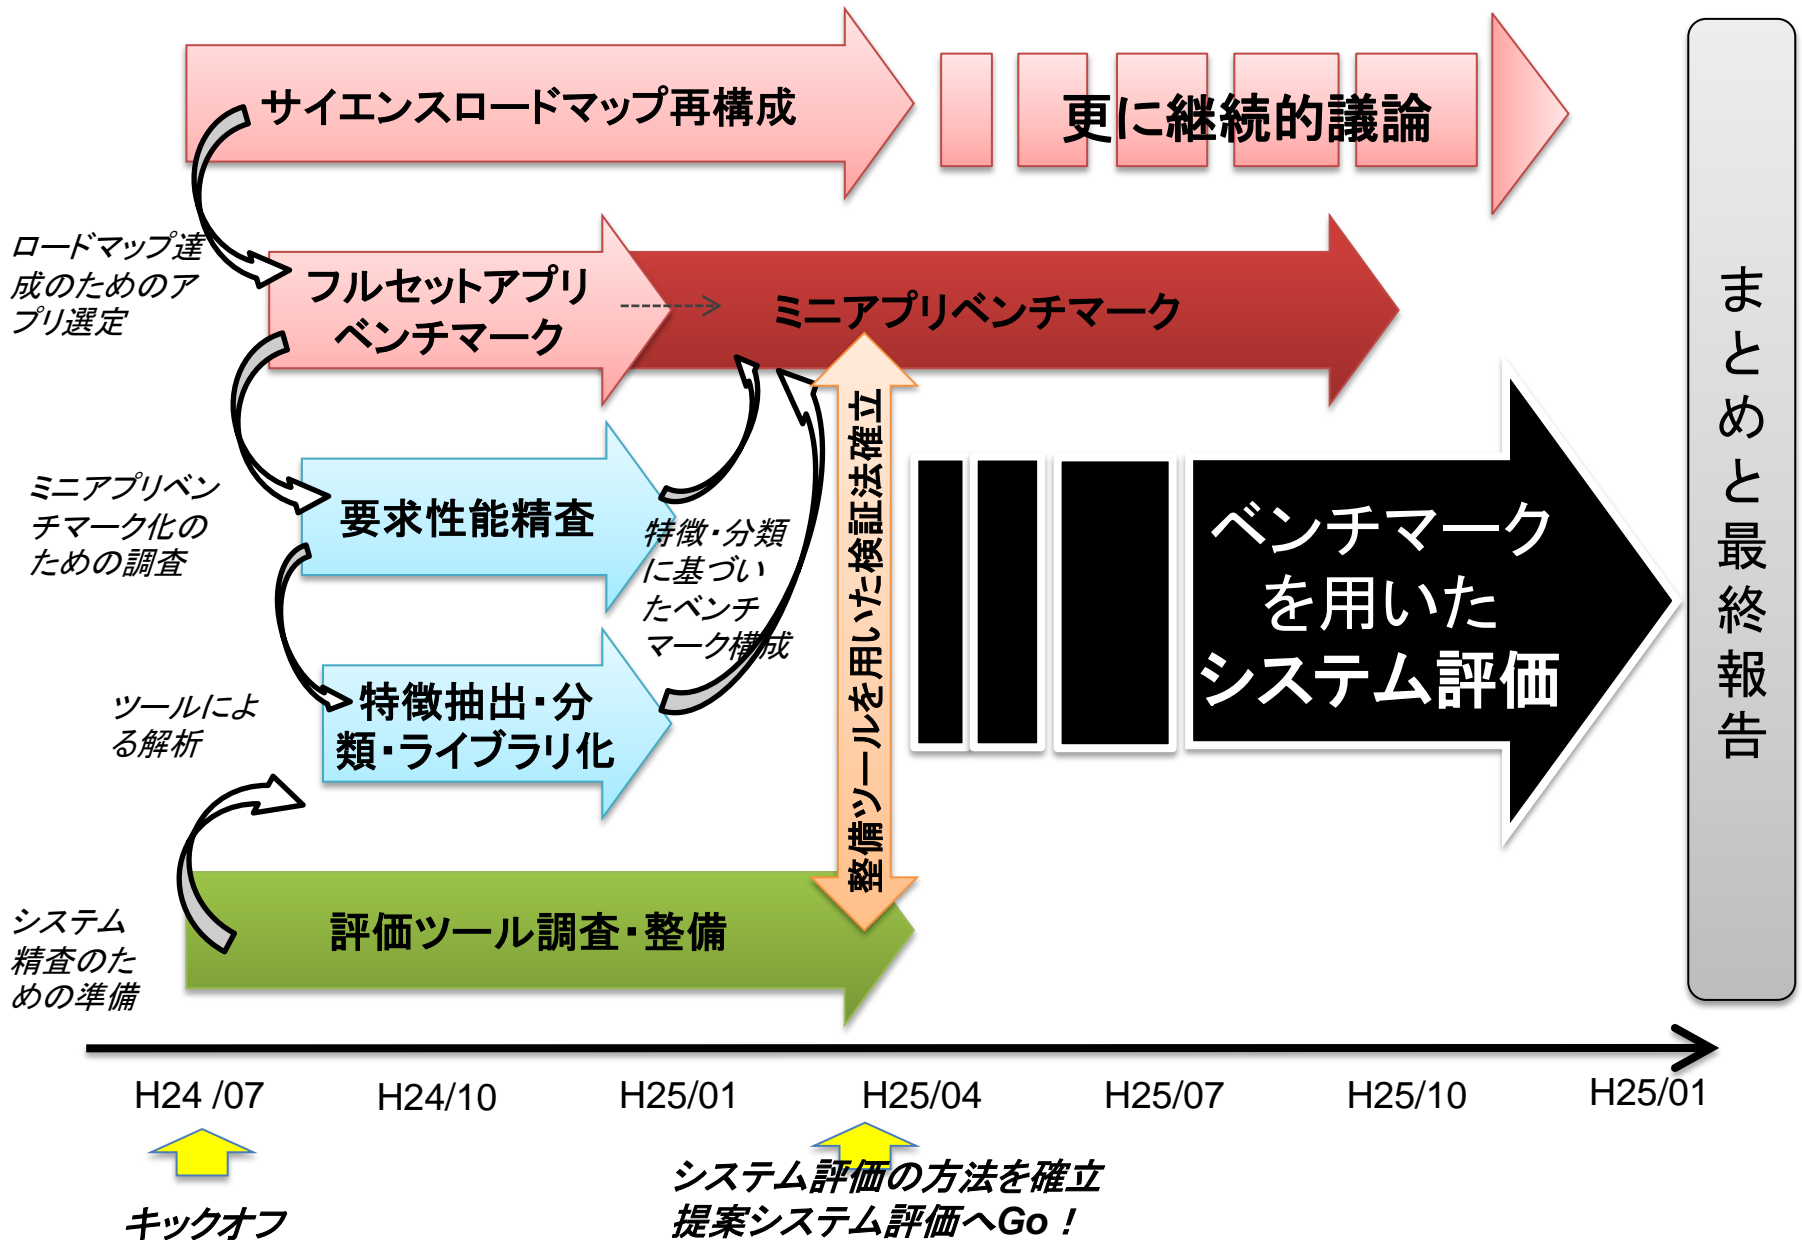 サイエンスロードマップ再構成
更に継続的議論
ロードマップ達
成のためのア
プリ選定
フルセットアプリ
ベンチマーク
ミニアプリベンチマーク
ミニアプリベン
チマーク化の
ための調査
要求性能精査
特徴・分類
に基づい
たベンチ
マーク構成
整備ツールを用いた検証法確立
ベンチマーク
を用いた
システム評価
まとめと最終報告
ツールによ
る解析
特徴抽出・分
類・ライブラリ化
システム
精査のた
めの準備
評価ツール調査・整備
H24 /07
H24/10
H25/01
H25/04
H25/07
H25/10
H25/01
キックオフ
システム評価の方法を確立
提案システム評価へGo！